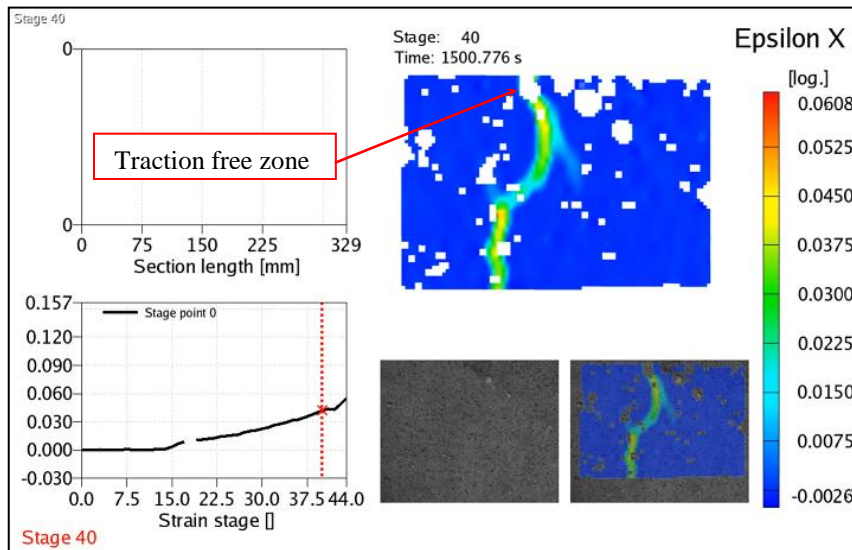 Stage 40
0
0
0 75 150 225 329
Section length [mm]
Traction free zone
Stage: 40
Time: 1500.776 s
Epsilon X
[log.]
0.0608
0.0525
0.0450
0.0375
0.0300
0.0225
0.0150
0.0075
-0.0026
0.157
0.120
0.090
0.060
0.030
0.000
-0.030
Stage point 0
0.0 7.5 15.0 22.5 30.0 37.5 44.0
Strain stage []
Stage 40